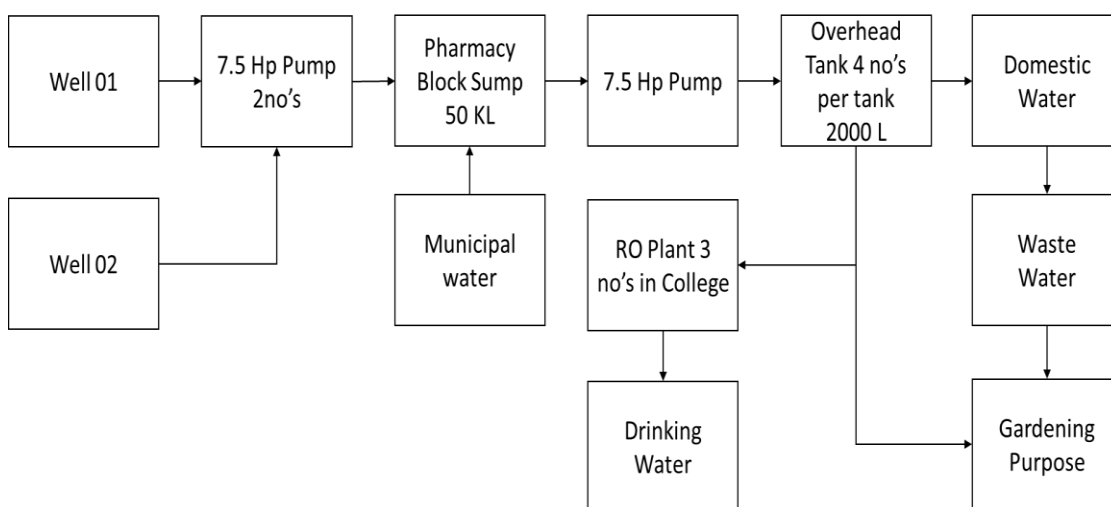 Well 01
7.5 Hp Pump
2no's
Pharmacy
Block Sump
50 KL
7.5 Hp Pump
Overhead
Tank 4 no's
per tank
2000 L
Domestic
Water
Well 02
Municipal
water
RO Plant 3
no's in College
Waste
Water
Drinking
Water
Gardening
Purpose